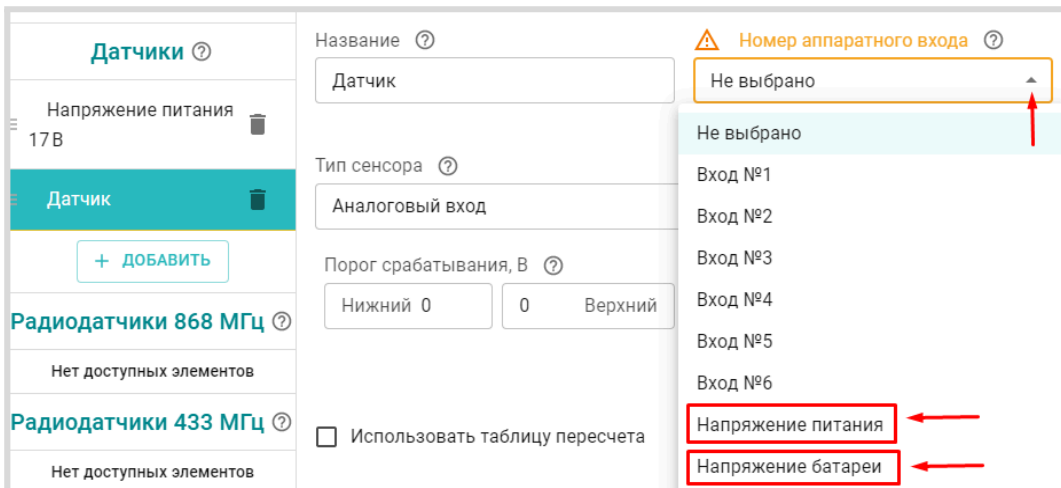 Датчики
Напряжение питания
17В
Датчик
+ ДОБАВИТЬ
Радиодатчики 868 МГц
Нет доступных элементов
Радиодатчики 433 МГц
Нет доступных элементов
Название
Датчик
Тип сенсора
Аналоговый вход
Порог срабатывания, В
Нижний 0
0 Верхний
Использовать таблицу пересчета
Номер аппаратного входа
Не выбрано
Не выбрано
Вход №1
Вход №2
Вход №3
Вход №4
Вход №5
Вход №6
Напряжение питания
Напряжение батареи